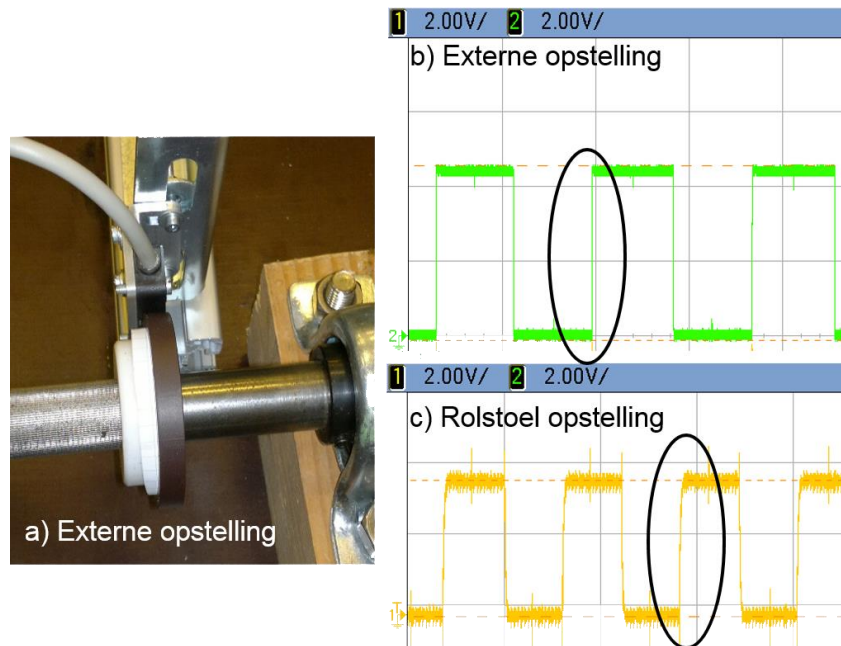 1 2.00V/ 2 2.00V/
b) Externe opstelling
2
a) Externe opstelling
1 2.00V/ 2 2.00V/
c) Rolstoel opstelling
1
T